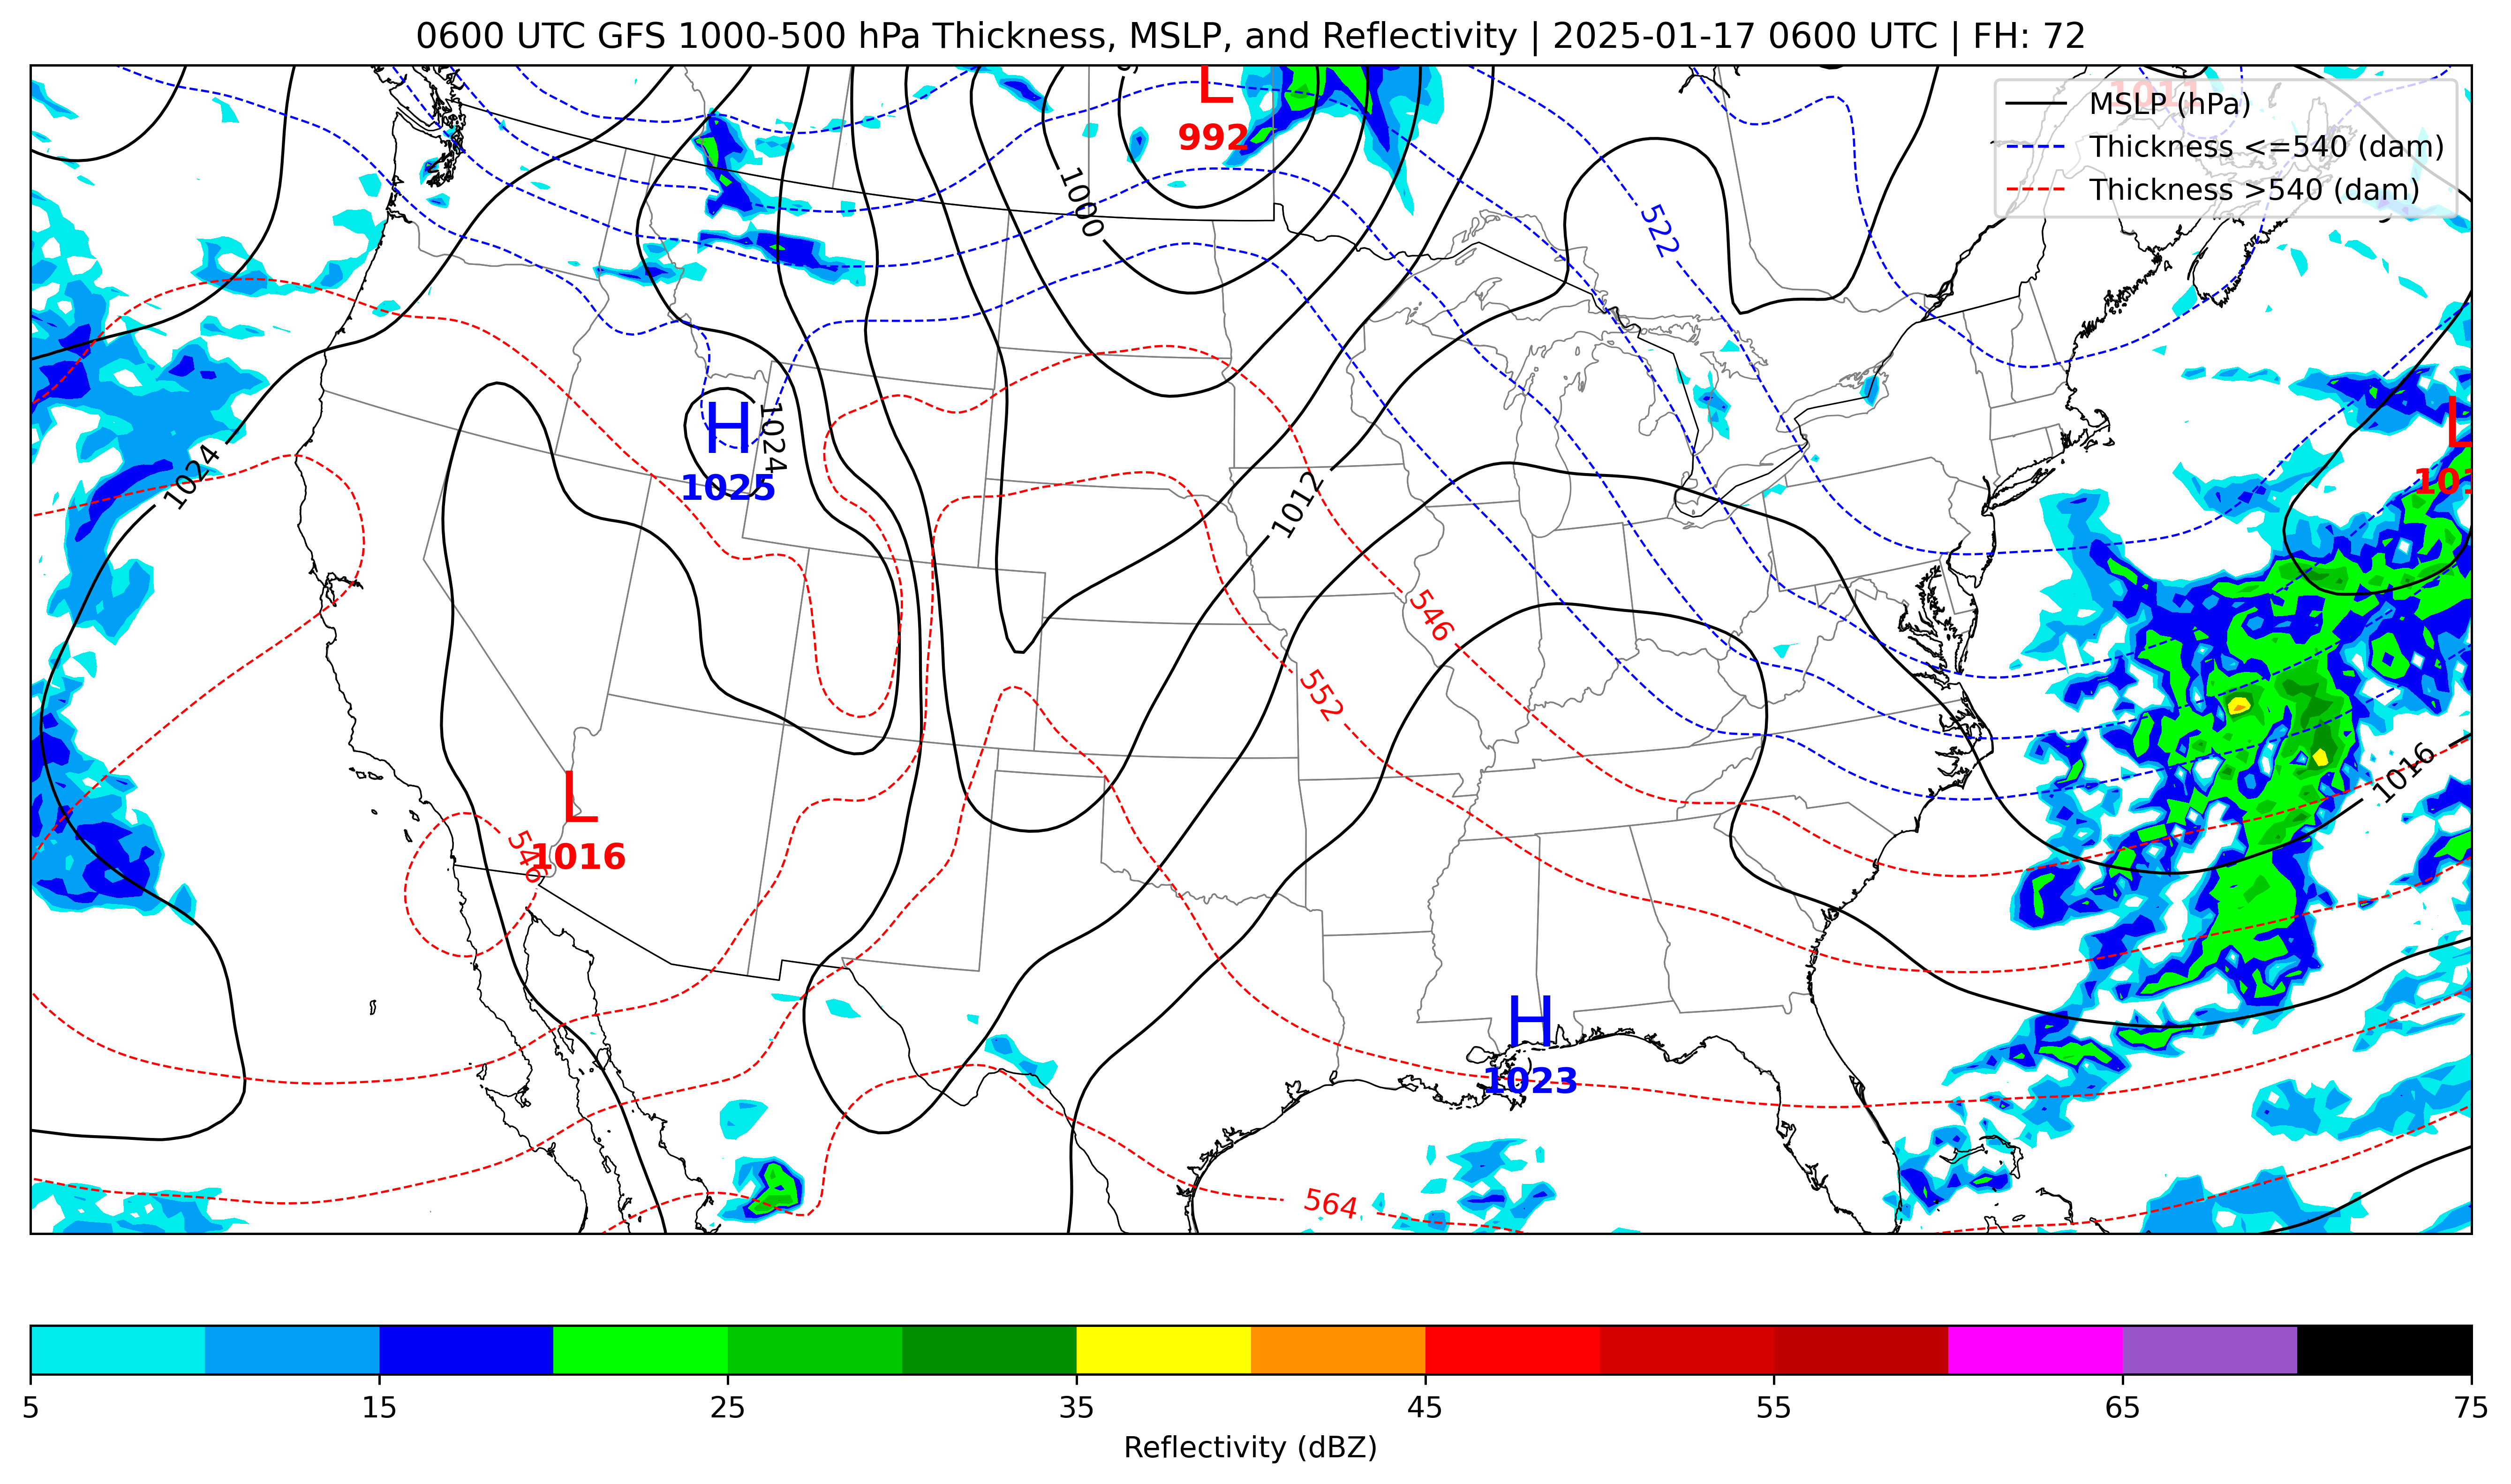 0600 UTC GFS 1000-500 hPa Thickness, MSLP, and Reflectivity | 2025-01-17 0600 UTC | FH: 72
MSLP (hPa)
Thickness <=540 (dam)
Thickness >540 (dam)
L
992
1000
522
1024
H
1025
1024
L
1012
546
552
L
1016
546
1016
H
1023
564
5 15 25 35 45 55 65 75
Reflectivity (dBZ)